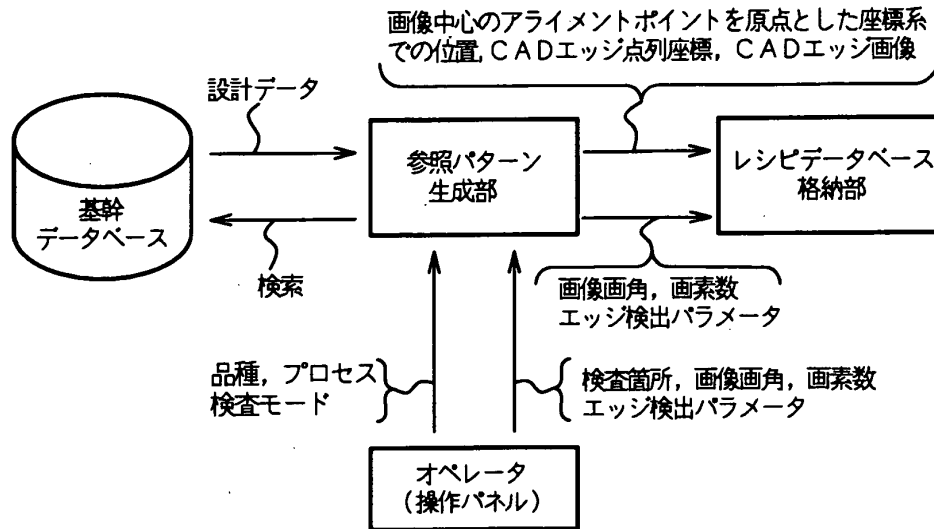 画像中心のアライメントポイントを原点とした座標系
での位置,CADエッジ点列座標,CADエッジ画像
設計データ
基幹
データベース
検索
参照パターン
生成部
レシピデータベース
格納部
画像画角,画素数
エッジ検出パラメータ
品種,プロセス
検査モード
検査箇所,画像画角,画素数
エッジ検出パラメータ
オペレータ
(操作パネル)